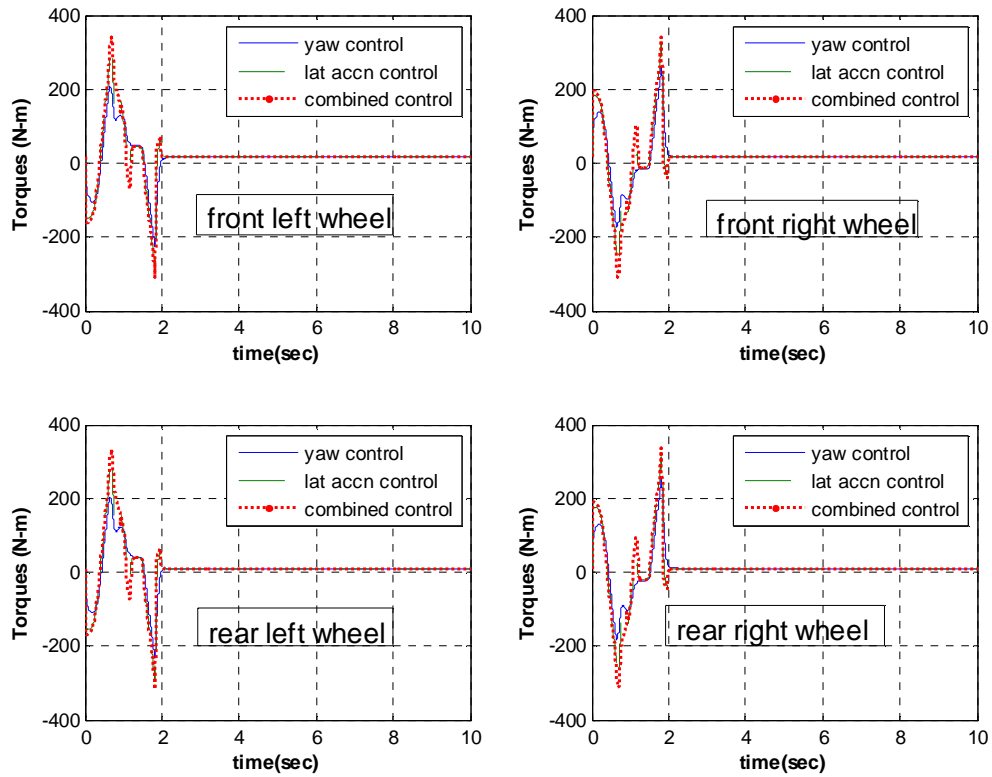 400
200
0
-200
-400
Torques (N-m)
yaw control
lat accn control
combined control
front left wheel
0 2 4 6 8 10
time(sec)
400
200
0
-200
-400
Torques (N-m)
yaw control
lat accn control
combined control
front right wheel
0 2 4 6 8 10
time(sec)
400
200
0
-200
-400
Torques (N-m)
yaw control
lat accn control
combined control
rear left wheel
0 2 4 6 8 10
time(sec)
400
200
0
-200
-400
Torques (N-m)
yaw control
lat accn control
combined control
rear right wheel
0 2 4 6 8 10
time(sec)